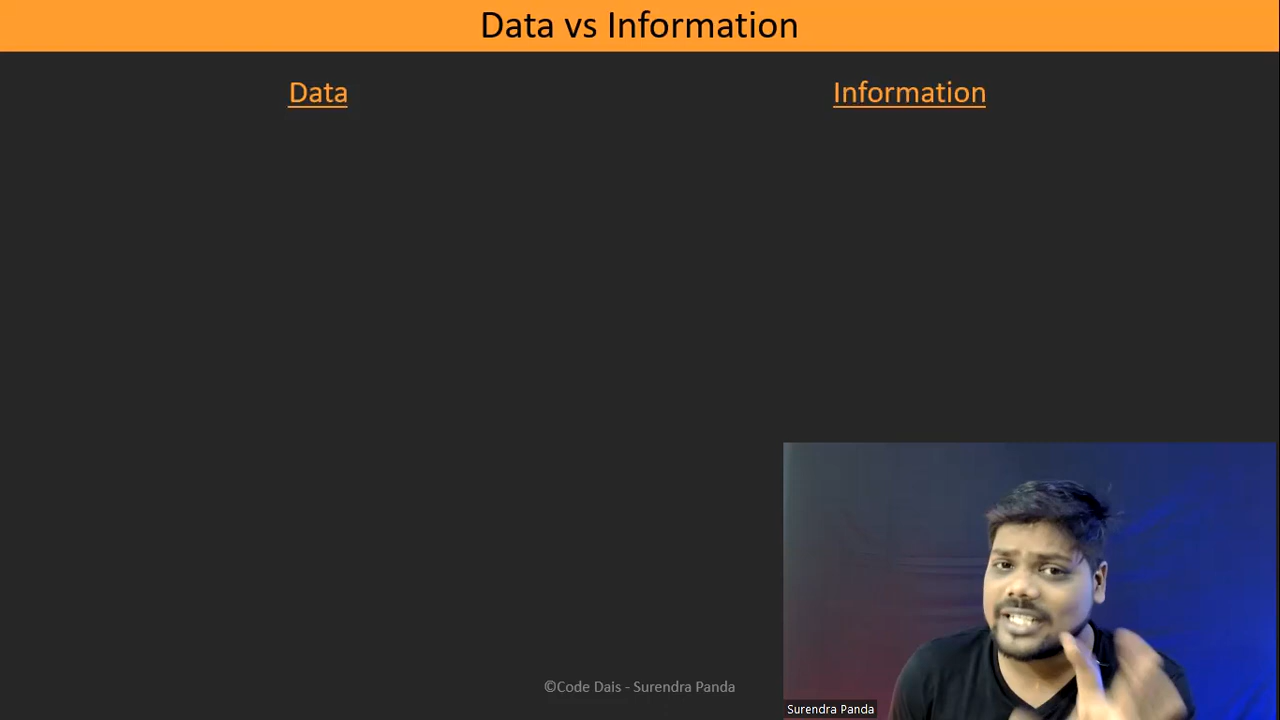 Data vs Information
Data
Information
©Code Dais - Surendra Panda
Surendra Panda